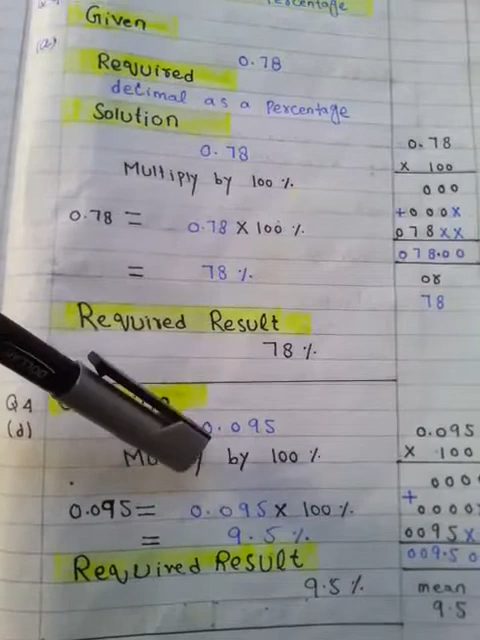 Percentage
Given
(a)
0.78
Required
decimal as a Percentage
Solution
0.78
Multiply by 100 %
0.78 = 0.78 X 100 %
= 78 %
Required Result
78 %
0.78
X 100
000
+000X
078XX
078.00
or
78
Q4
(d)
0.095
by 100 %
0.095 = 0.095 X 100 %
= 9.5 %
Required Result
9.5 %
0.095
X 100
000
+
0000
0095X
009.50
mean
9.5